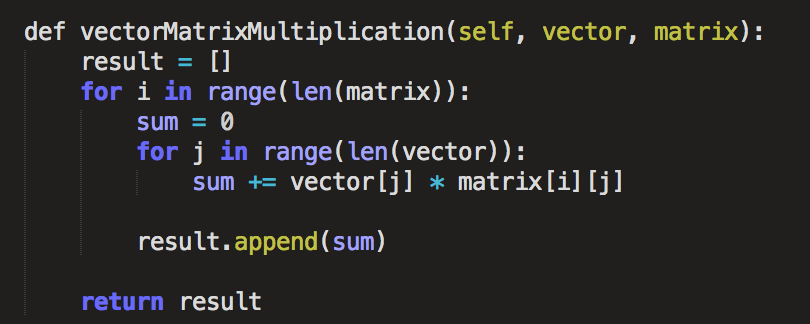 def vectorMatrixMultiplication(self, vector, matrix):
    result = []
    for i in range(len(matrix)):
        sum = 0
        for j in range(len(vector)):
            sum += vector[j] * matrix[i][j]

        result.append(sum)

    return result